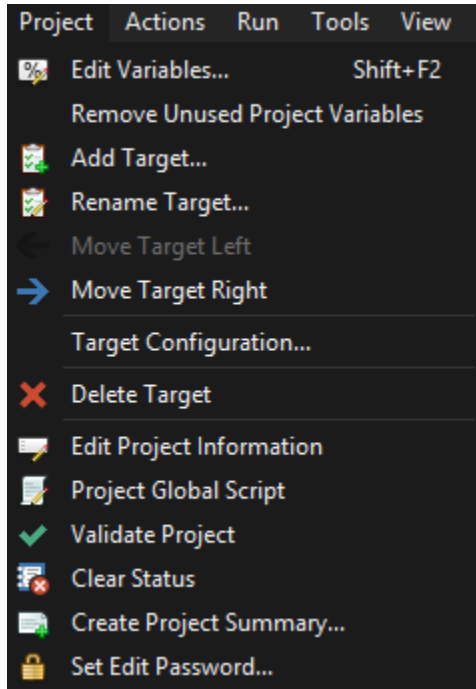 Project Actions Run Tools View
Edit Variables... Shift+F2
Remove Unused Project Variables
Add Target...
Rename Target...
Move Target Left
Move Target Right
Target Configuration...
Delete Target
Edit Project Information
Project Global Script
Validate Project
Clear Status
Create Project Summary...
Set Edit Password...